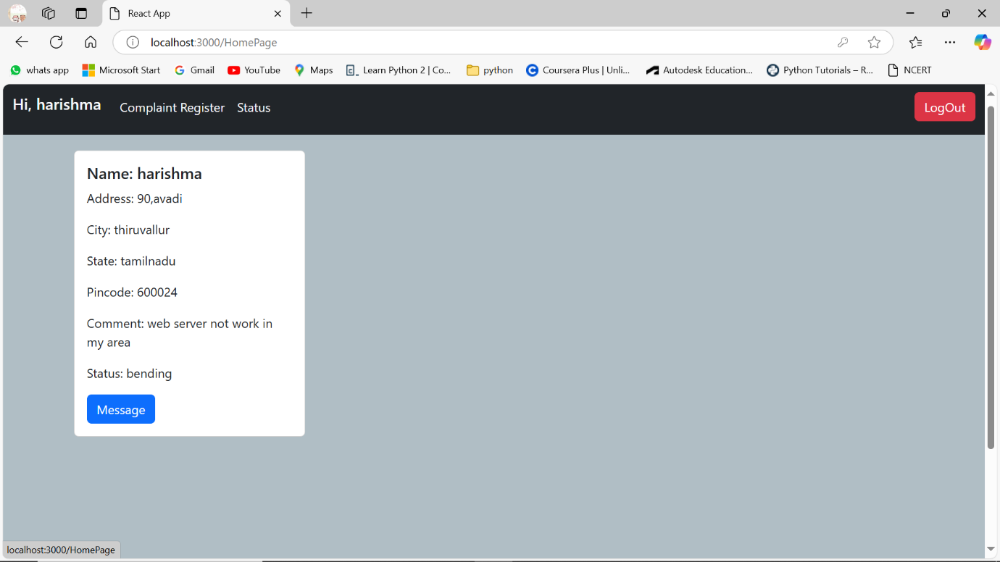 React App
localhost:3000/HomePage
whats app Microsoft Start Gmail YouTube Maps Learn Python 2 | Co... python Coursera Plus | Unli... Autodesk Education... Python Tutorials – R... NCERT
Hi, harishma Complaint Register Status LogOut
Name: harishma
Address: 90,avadi
City: thiruvallur
State: tamilnadu
Pincode: 600024
Comment: web server not work in
my area
Status: bending
Message
localhost:3000/HomePage